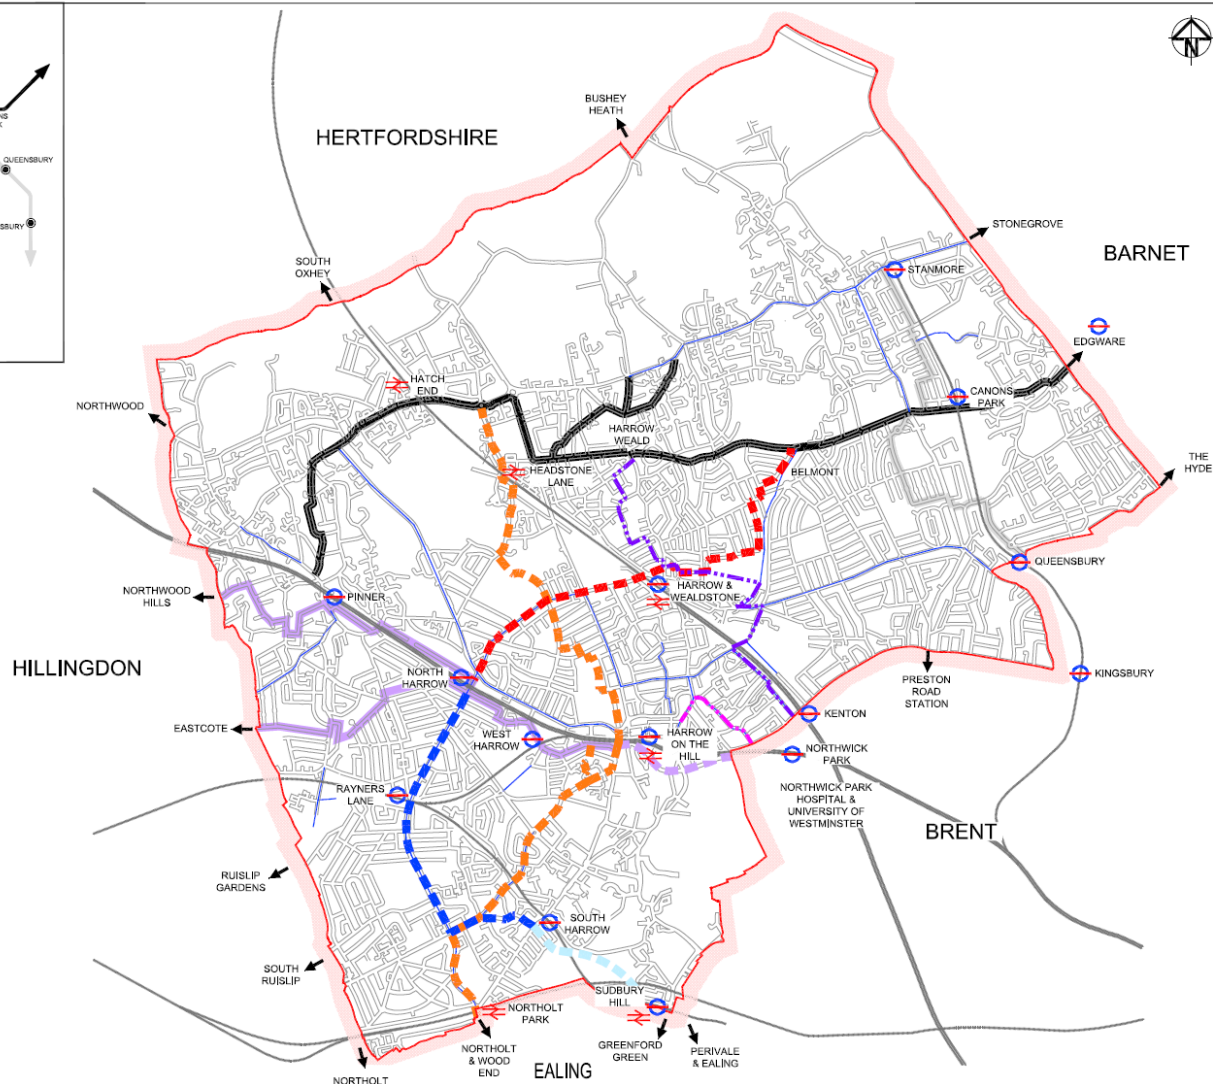 N
QUEENSBURY
BUSHEY
HEATH
HERTFORDSHIRE
STONEGROVE
BARNET
SOUTH
OXHEY
STANMORE
EDGWARE
HATCH
END
CANONS
PARK
NORTHWOOD
HARROW
WEALD
HEADSTONE
LANE
BELMONT
THE
HYDE
QUEENSBURY
NORTHWOOD
HILLS
PINNER
HARROW &
WEALDSTONE
HILLINGDON
NORTH
HARROW
PRESTON
ROAD
STATION
KINGSBURY
EASTCOTE
WEST
HARROW
HARROW
ON THE
HILL
KENTON
NORTHWICK
PARK
RAYNERS
LANE
NORTHWICK PARK
HOSPITAL &
UNIVERSITY OF
WESTMINSTER
BRENT
RUISLIP
GARDENS
SOUTH
HARROW
SOUTH
RUISLIP
SUDBURY
HILL
NORTHOLT
PARK
NORTHOLT
& WOOD
END
GREENFORD
GREEN
PERIVALE
& EALING
EALING
NORTHOLT